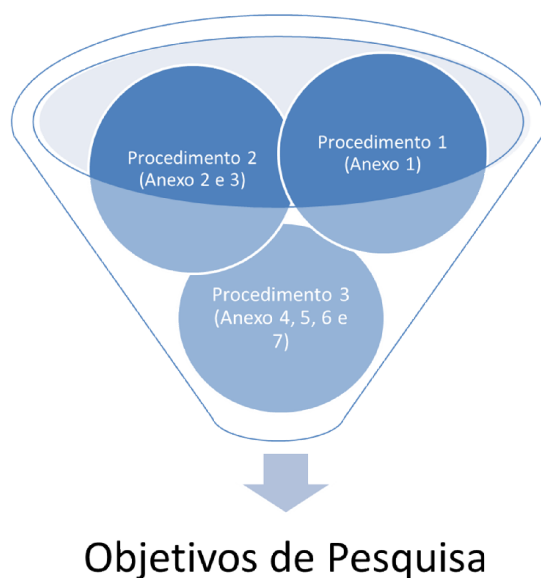 Procedimento 2
(Anexo 2 e 3)
Procedimento 1
(Anexo 1)
Procedimento 3
(Anexo 4, 5, 6 e
7)
Objetivos de Pesquisa